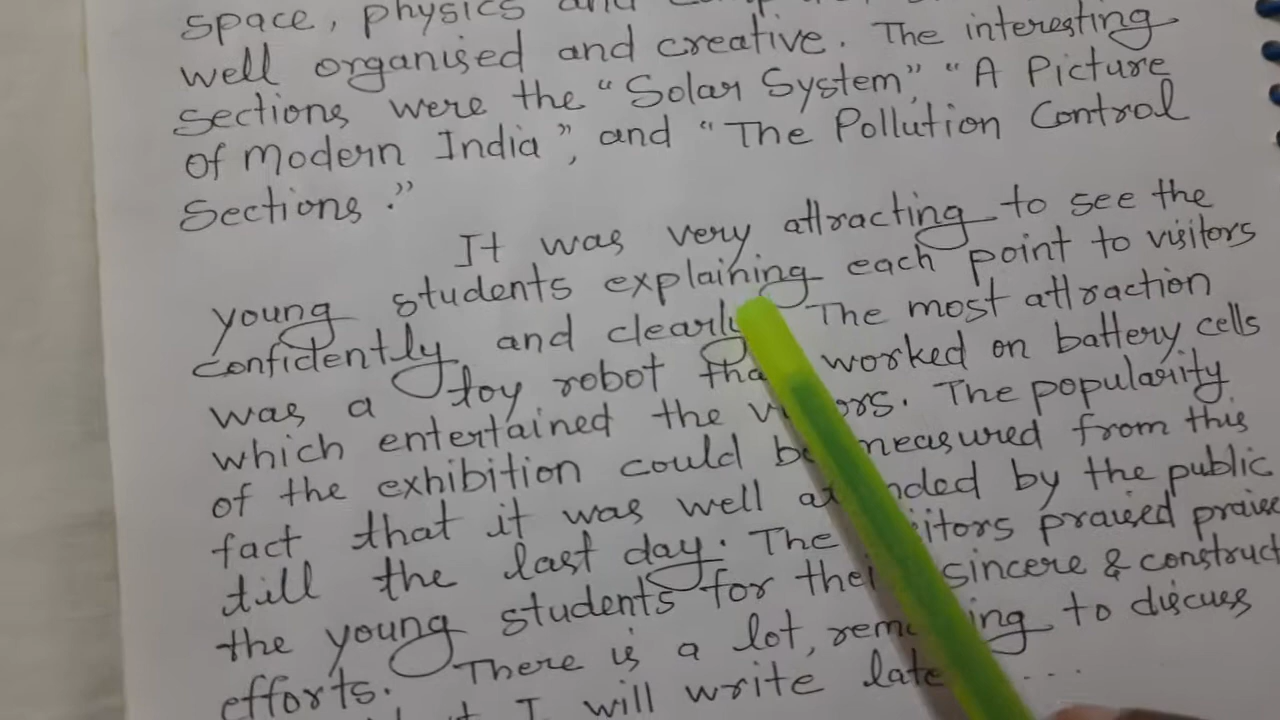 space, physics and
well organised and creative. The interesting
sections were the "Solar System", "A Picture
of Modern India", and "The Pollution Control
Sections."
It was very attracting to see the
young students explaining each point to visitors
confidently and clearly. The most attraction
was a toy robot that worked on battery cells
which entertained the visitors. The popularity
of the exhibition could be measured from this
fact that it was well attended by the public
till the last day. The visitors praised praise
the young students for their sincere & construct
efforts. There is a lot, remaining to discuss
I will write late ....